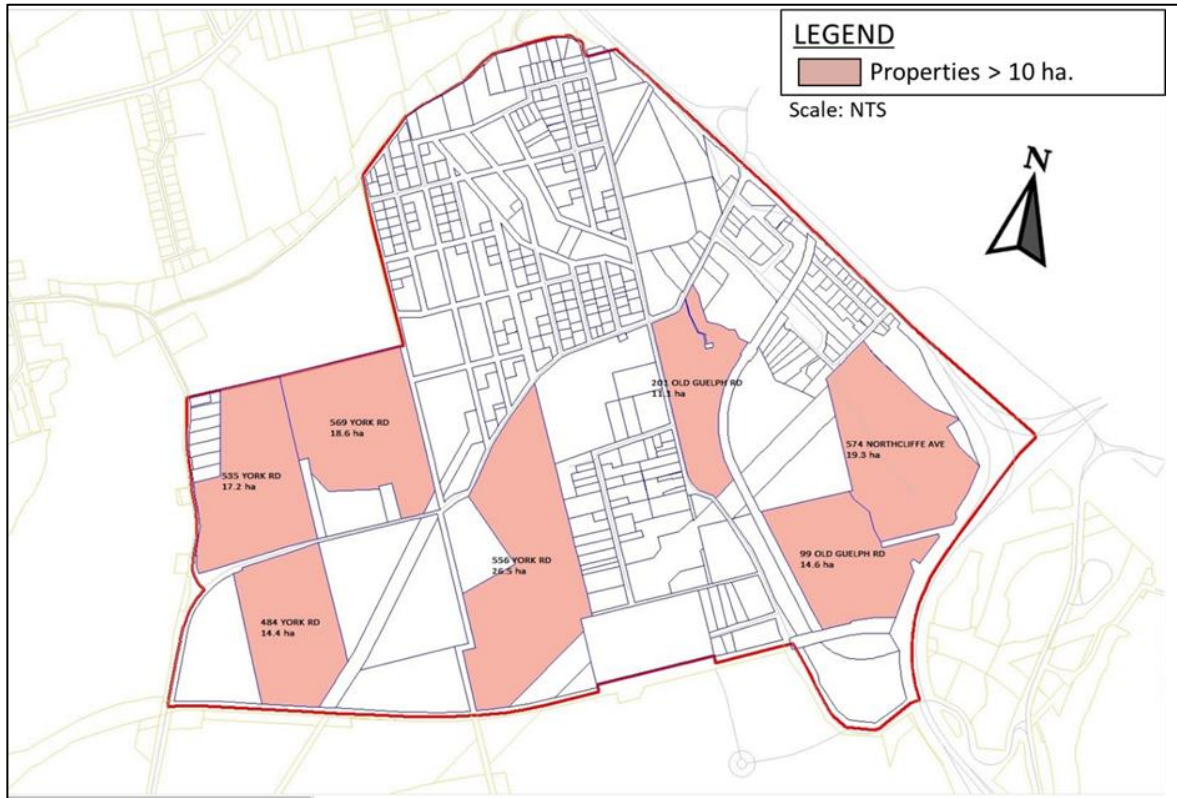 LEGEND
Properties > 10 ha.
Scale: NTS
N
201 OLD GUELPH RD
11.1 ha
569 YORK RD
18.6 ha
574 NORTHCLIFFE AVE
19.3 ha
535 YORK RD
17.2 ha
99 OLD GUELPH RD
14.6 ha
556 YORK RD
26.5 ha
484 YORK RD
14.4 ha